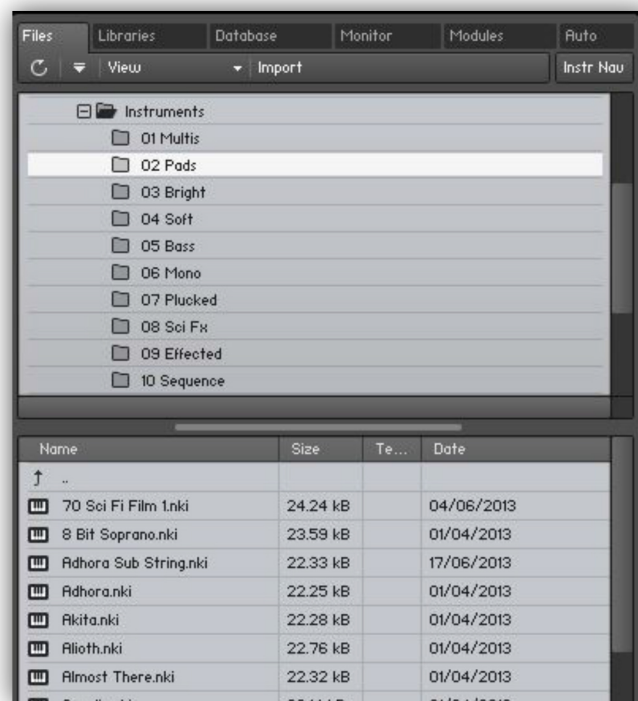 Files Libraries Database Monitor Modules Auto
View Import Instr Nav
Instruments
01 Multis
02 Pads
03 Bright
04 Soft
05 Bass
06 Mono
07 Plucked
08 Sci Fx
09 Effected
10 Sequence
Name Size Te... Date
..
70 Sci Fi Film 1.nki 24.24 kB 04/06/2013
8 Bit Soprano.nki 23.59 kB 01/04/2013
Adhora Sub String.nki 22.33 kB 17/06/2013
Adhora.nki 22.25 kB 01/04/2013
Akita.nki 22.28 kB 01/04/2013
Alioth.nki 22.76 kB 01/04/2013
Almost There.nki 22.32 kB 01/04/2013